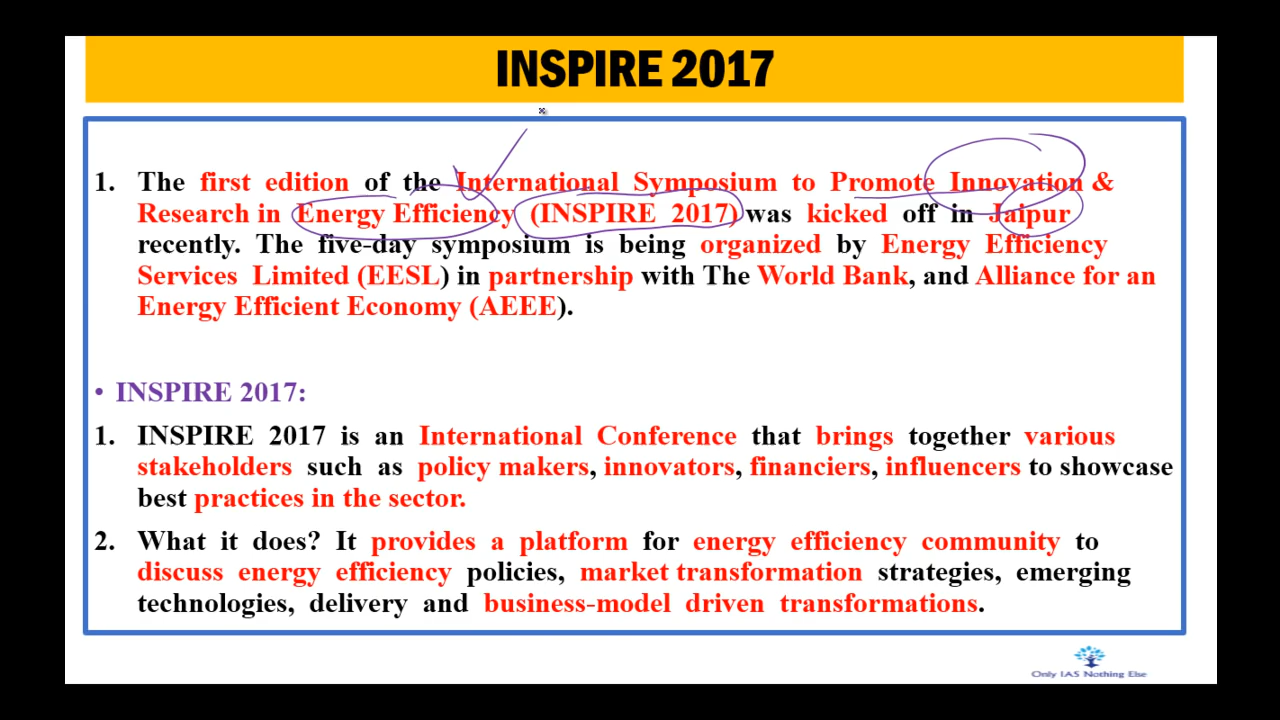 INSPIRE 2017
1. The first edition of the International Symposium to Promote Innovation &
Research in Energy Efficiency (INSPIRE 2017) was kicked off in Jaipur
recently. The five-day symposium is being organized by Energy Efficiency
Services Limited (EESL) in partnership with The World Bank, and Alliance for an
Energy Efficient Economy (AEEE).
• INSPIRE 2017:
1. INSPIRE 2017 is an International Conference that brings together various
stakeholders such as policy makers, innovators, financiers, influencers to showcase
best practices in the sector.
2. What it does? It provides a platform for energy efficiency community to
discuss energy efficiency policies, market transformation strategies, emerging
technologies, delivery and business-model driven transformations.
Only IAS Nothing Else